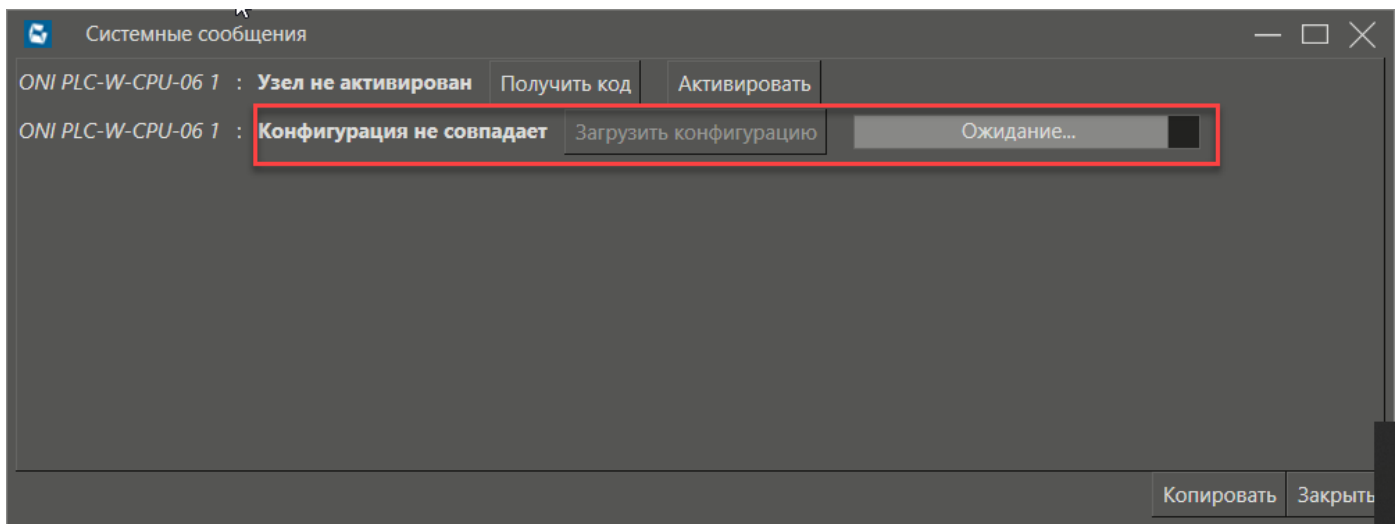 Системные сообщения
ONI PLC-W-CPU-06 1 : Узел не активирован Получить код Активировать
ONI PLC-W-CPU-06 1 : Конфигурация не совпадает Загрузить конфигурацию Ожидание...
Копировать Закрыть